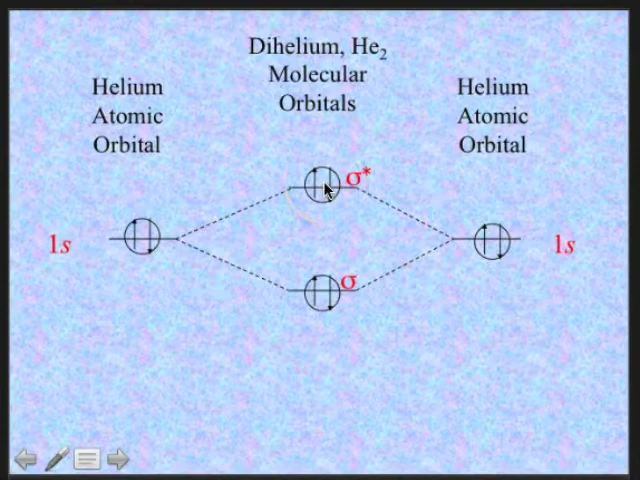 Dihelium, He₂
Molecular
Orbitals
Helium
Atomic
Orbital
Helium
Atomic
Orbital
σ*
1s
1s
σ